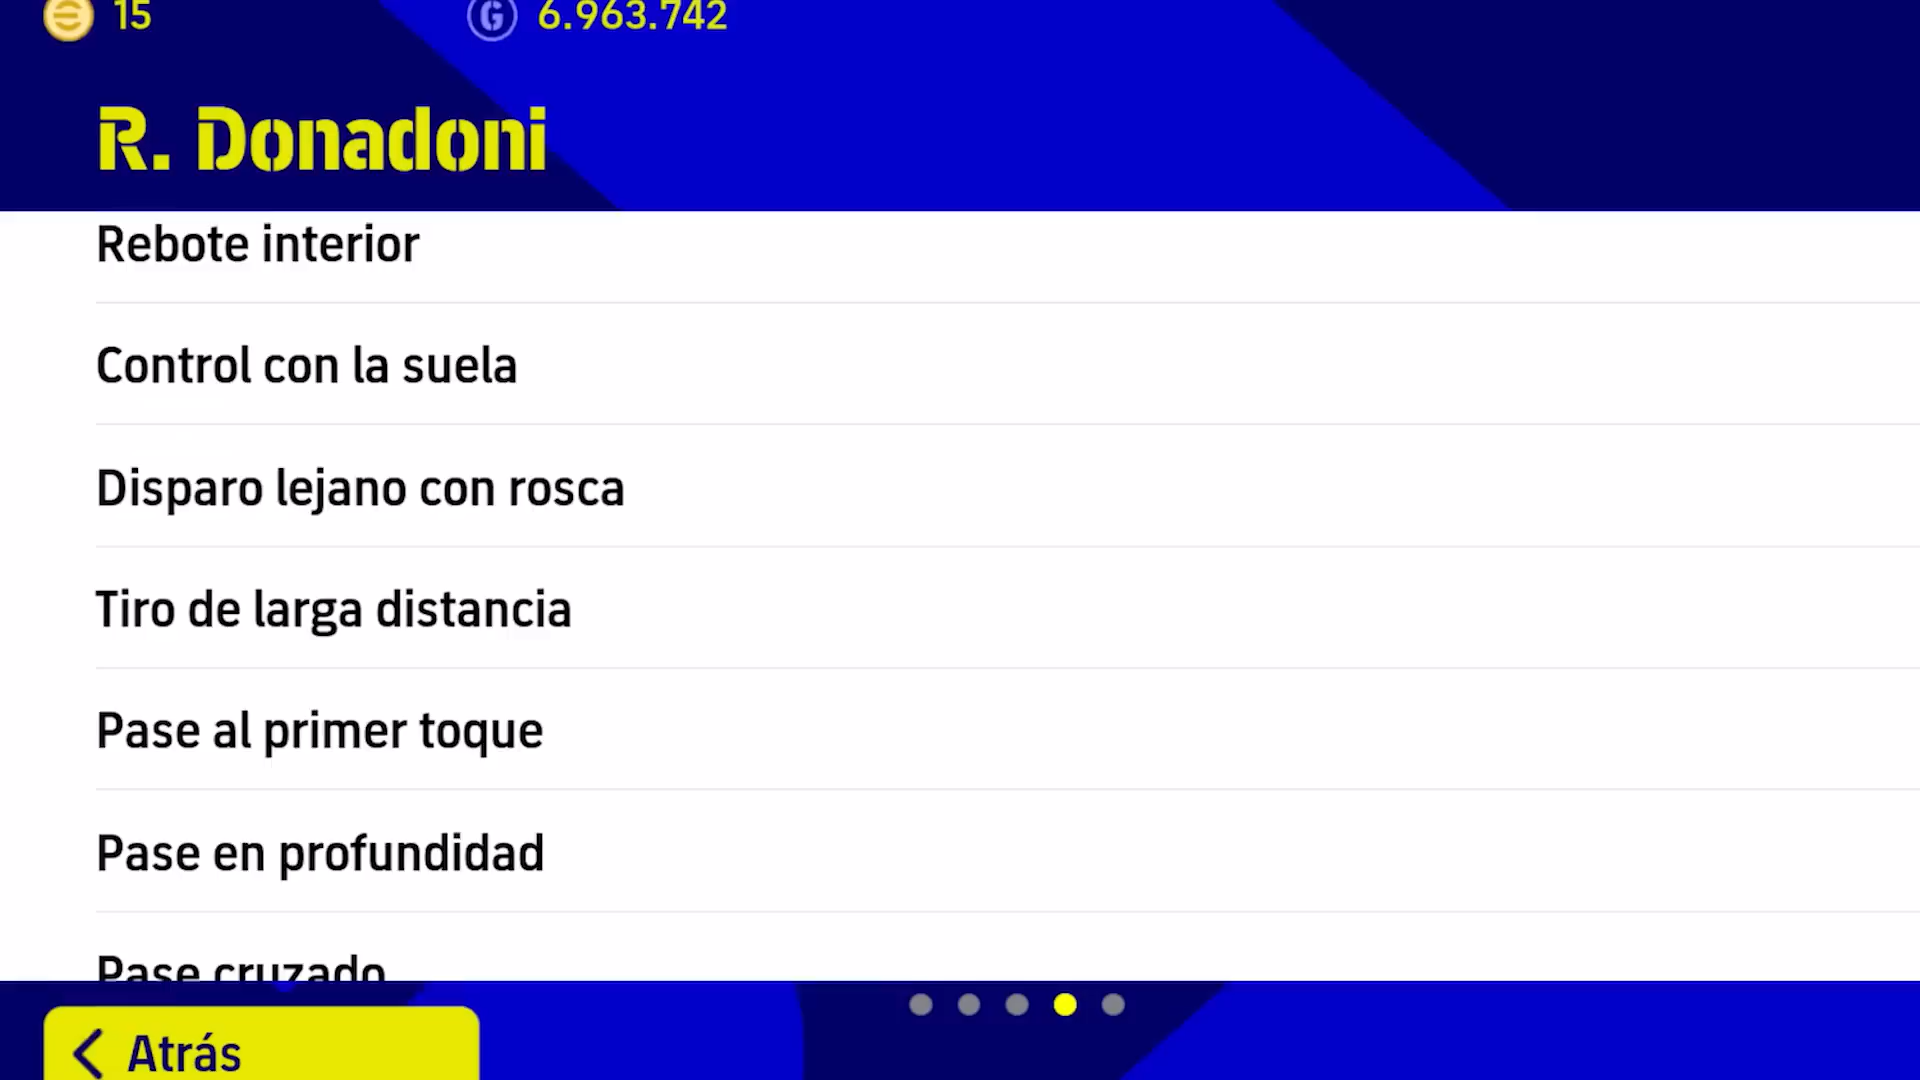 15
6.963.742
R. Donadoni
Rebote interior
Control con la suela
Disparo lejano con rosca
Tiro de larga distancia
Pase al primer toque
Pase en profundidad
Pase cruzado
Atrás